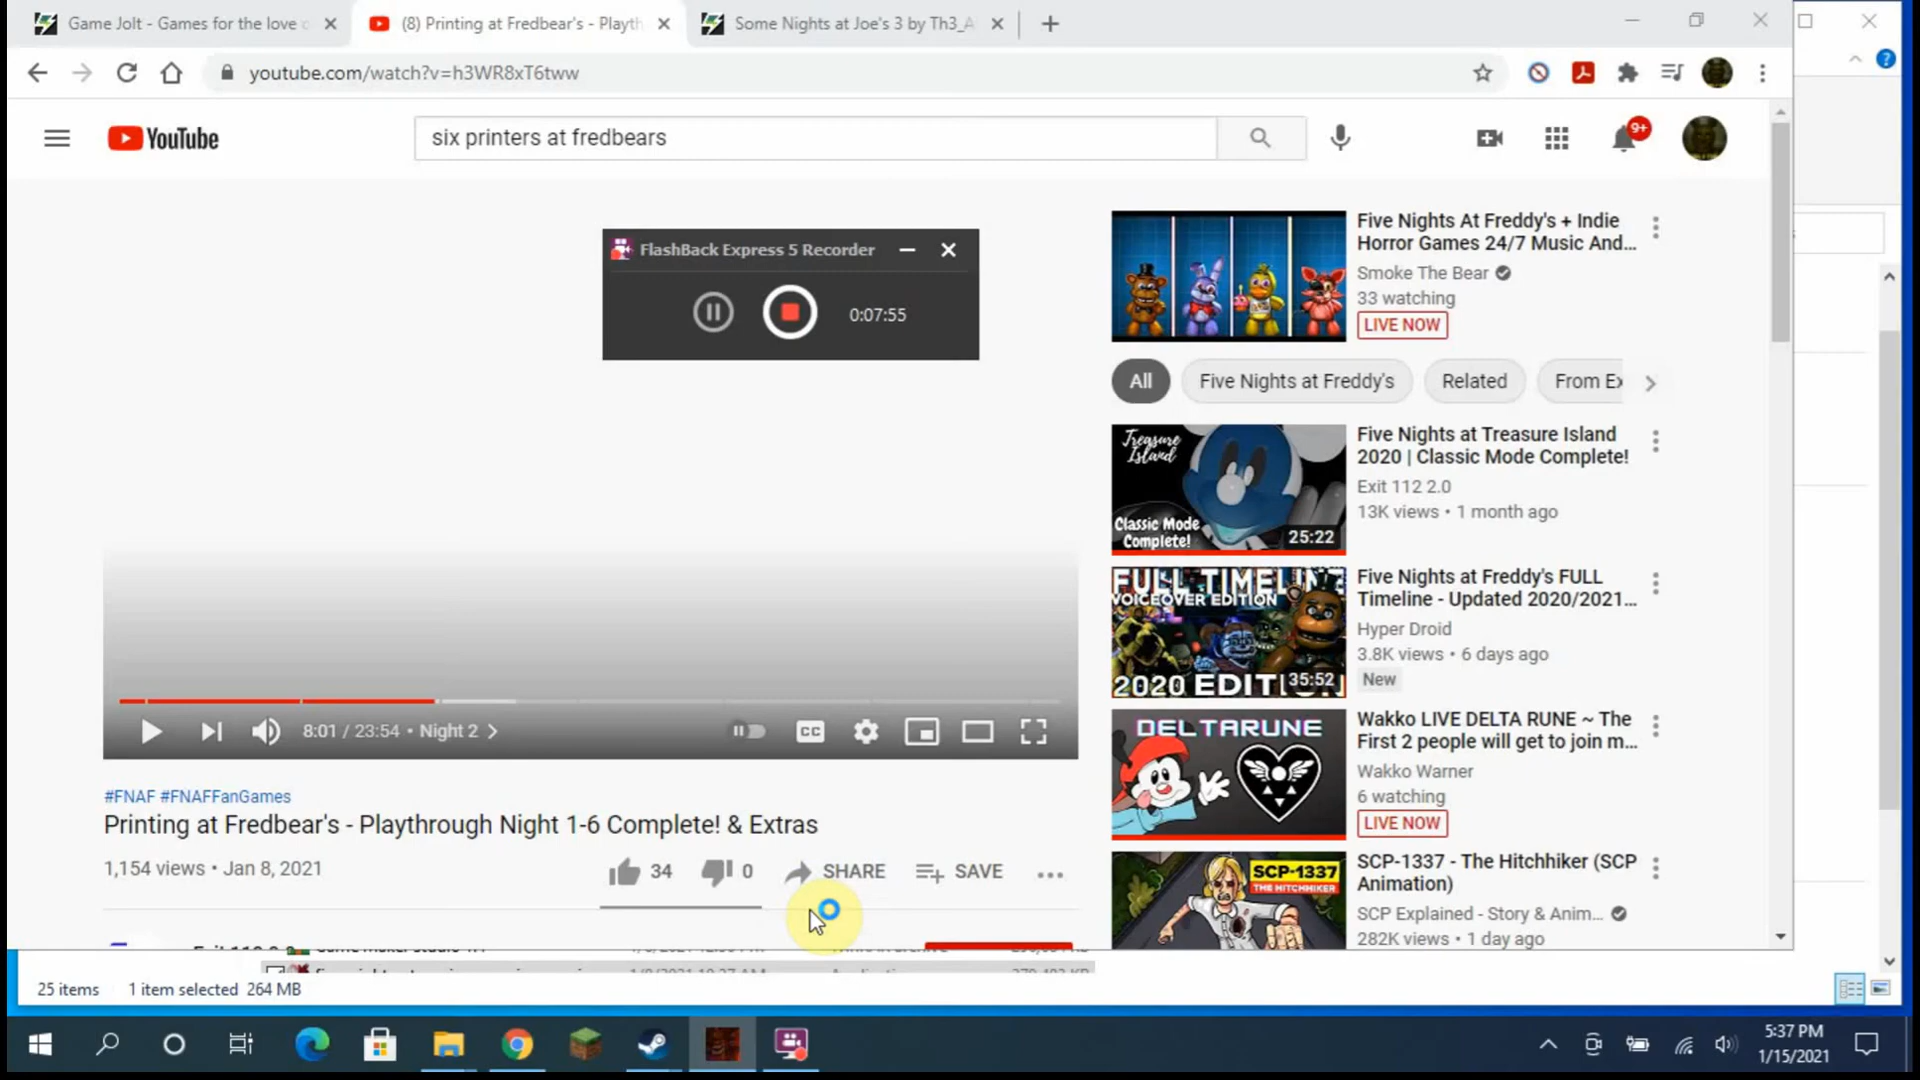 Game Jolt - Games for the love o
(8) Printing at Fredbear's - Playth
Some Nights at Joe's 3 by Th3_A
youtube.com/watch?v=h3WR8xT6tww
YouTube
six printers at fredbears
9+
FlashBack Express 5 Recorder
0:07:55
Five Nights At Freddy's + Indie
Horror Games 24/7 Music And...
Smoke The Bear
33 watching
LIVE NOW
All
Five Nights at Freddy's
Related
From Ex
Treasure
Island
Classic Mode
Complete!
25:22
Five Nights at Treasure Island
2020 | Classic Mode Complete!
Exit 112 2.0
13K views • 1 month ago
FULL TIMELINE
VOICEOVER EDITION
2020 EDITION
35:52
Five Nights at Freddy's FULL
Timeline - Updated 2020/2021...
Hyper Droid
3.8K views • 6 days ago
New
DELTARUNE
Wakko LIVE DELTA RUNE ~ The
First 2 people will get to join m...
Wakko Warner
6 watching
LIVE NOW
SCP-1337
THE HITCHHIKER
SCP-1337 - The Hitchhiker (SCP
Animation)
SCP Explained - Story & Anim...
282K views • 1 day ago
8:01 / 23:54 • Night 2
CC
#FNAF #FNAFFanGames
Printing at Fredbear's - Playthrough Night 1-6 Complete! & Extras
1,154 views • Jan 8, 2021
34
0
SHARE
SAVE
25 items
1 item selected 264 MB
5:37 PM
1/15/2021